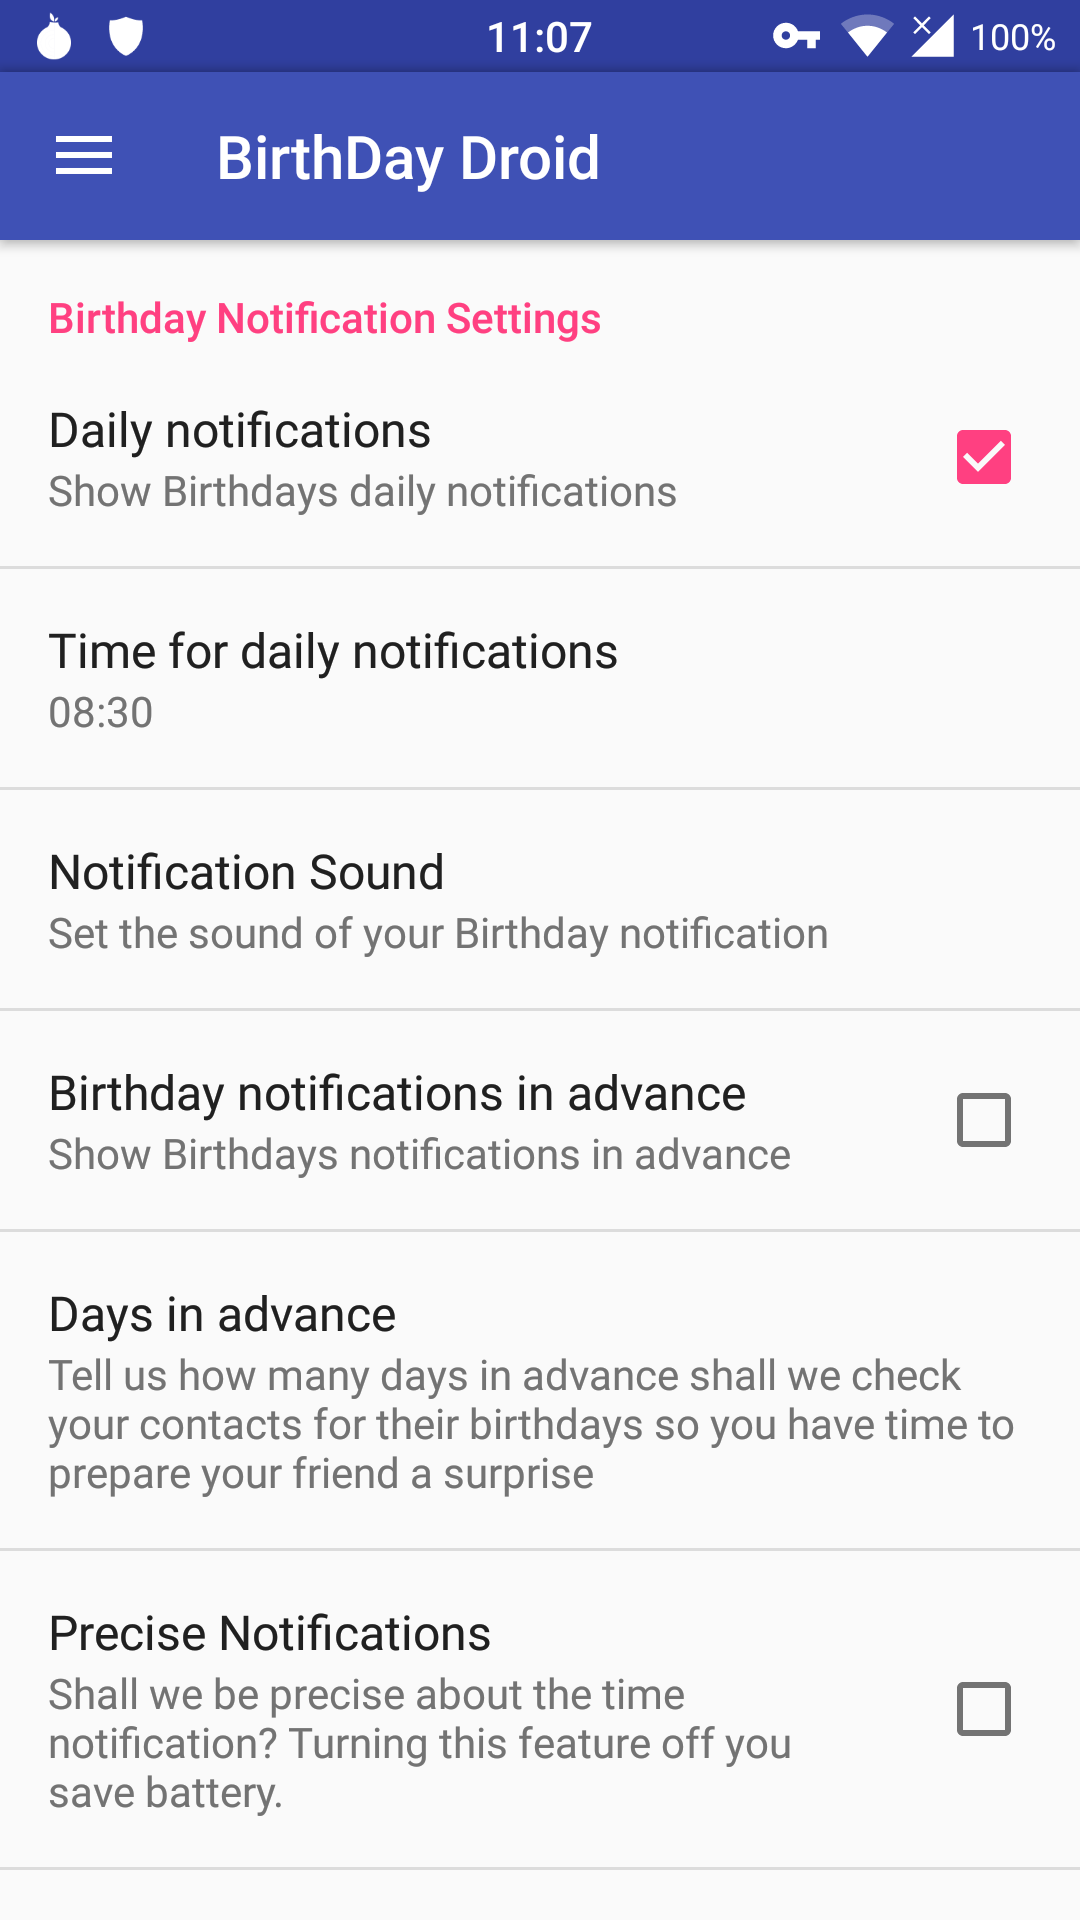 11:07
100%
BirthDay Droid
Birthday Notification Settings
Daily notifications
Show Birthdays daily notifications
Time for daily notifications
08:30
Notification Sound
Set the sound of your Birthday notification
Birthday notifications in advance
Show Birthdays notifications in advance
Days in advance
Tell us how many days in advance shall we check
your contacts for their birthdays so you have time to
prepare your friend a surprise
Precise Notifications
Shall we be precise about the time
notification? Turning this feature off you
save battery.